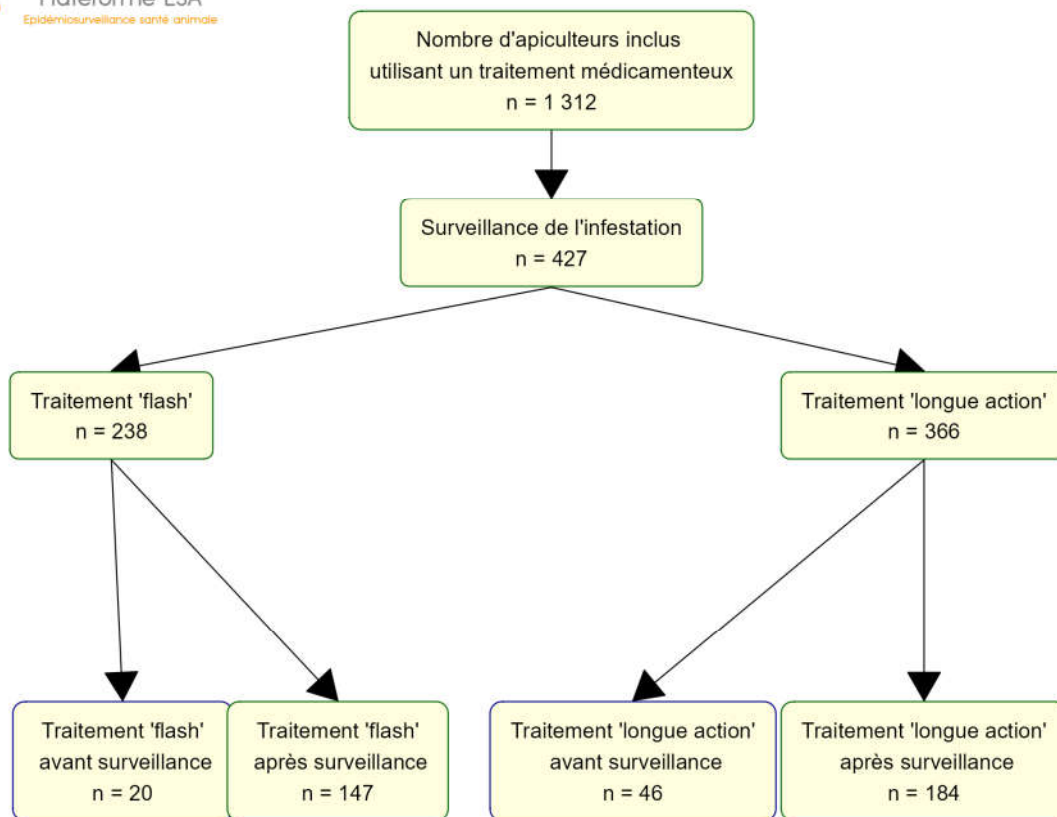 Plateforme ESA
Epidémiosurveillance santé animale
Nombre d'apiculteurs inclus
utilisant un traitement médicamenteux
n = 1 312
Surveillance de l'infestation
n = 427
Traitement 'flash'
n = 238
Traitement 'longue action'
n = 366
Traitement 'flash'
avant surveillance
n = 20
Traitement 'flash'
après surveillance
n = 147
Traitement 'longue action'
avant surveillance
n = 46
Traitement 'longue action'
après surveillance
n = 184